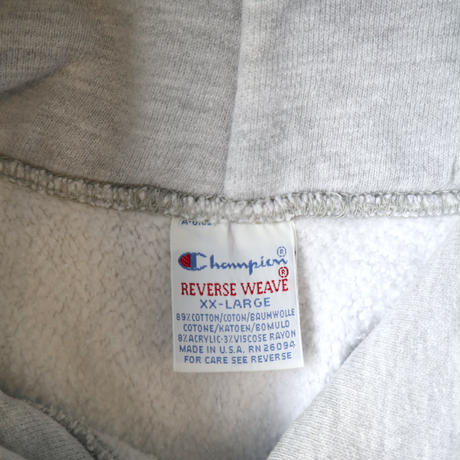 Champion®
REVERSE WEAVE®
XX-LARGE
89%COTTON/COTON/BAUMWOLLE
COTONE/KATOEN/BOMULD
8%ACRYLIC·3%VISCOSE RAYON
MADE IN U.S.A. RN 26094
FOR CARE SEE REVERSE